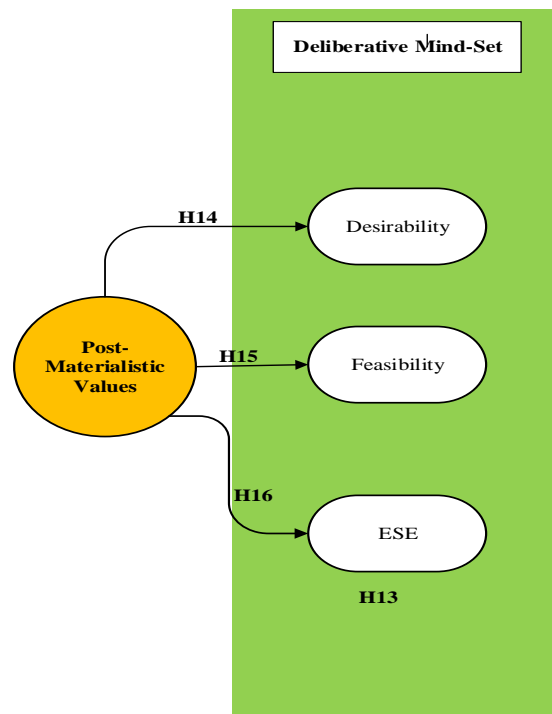 Deliberative Mind-Set
H14
Desirability
Post-
Materialistic
Values
H15
Feasibility
H16
ESE
H13